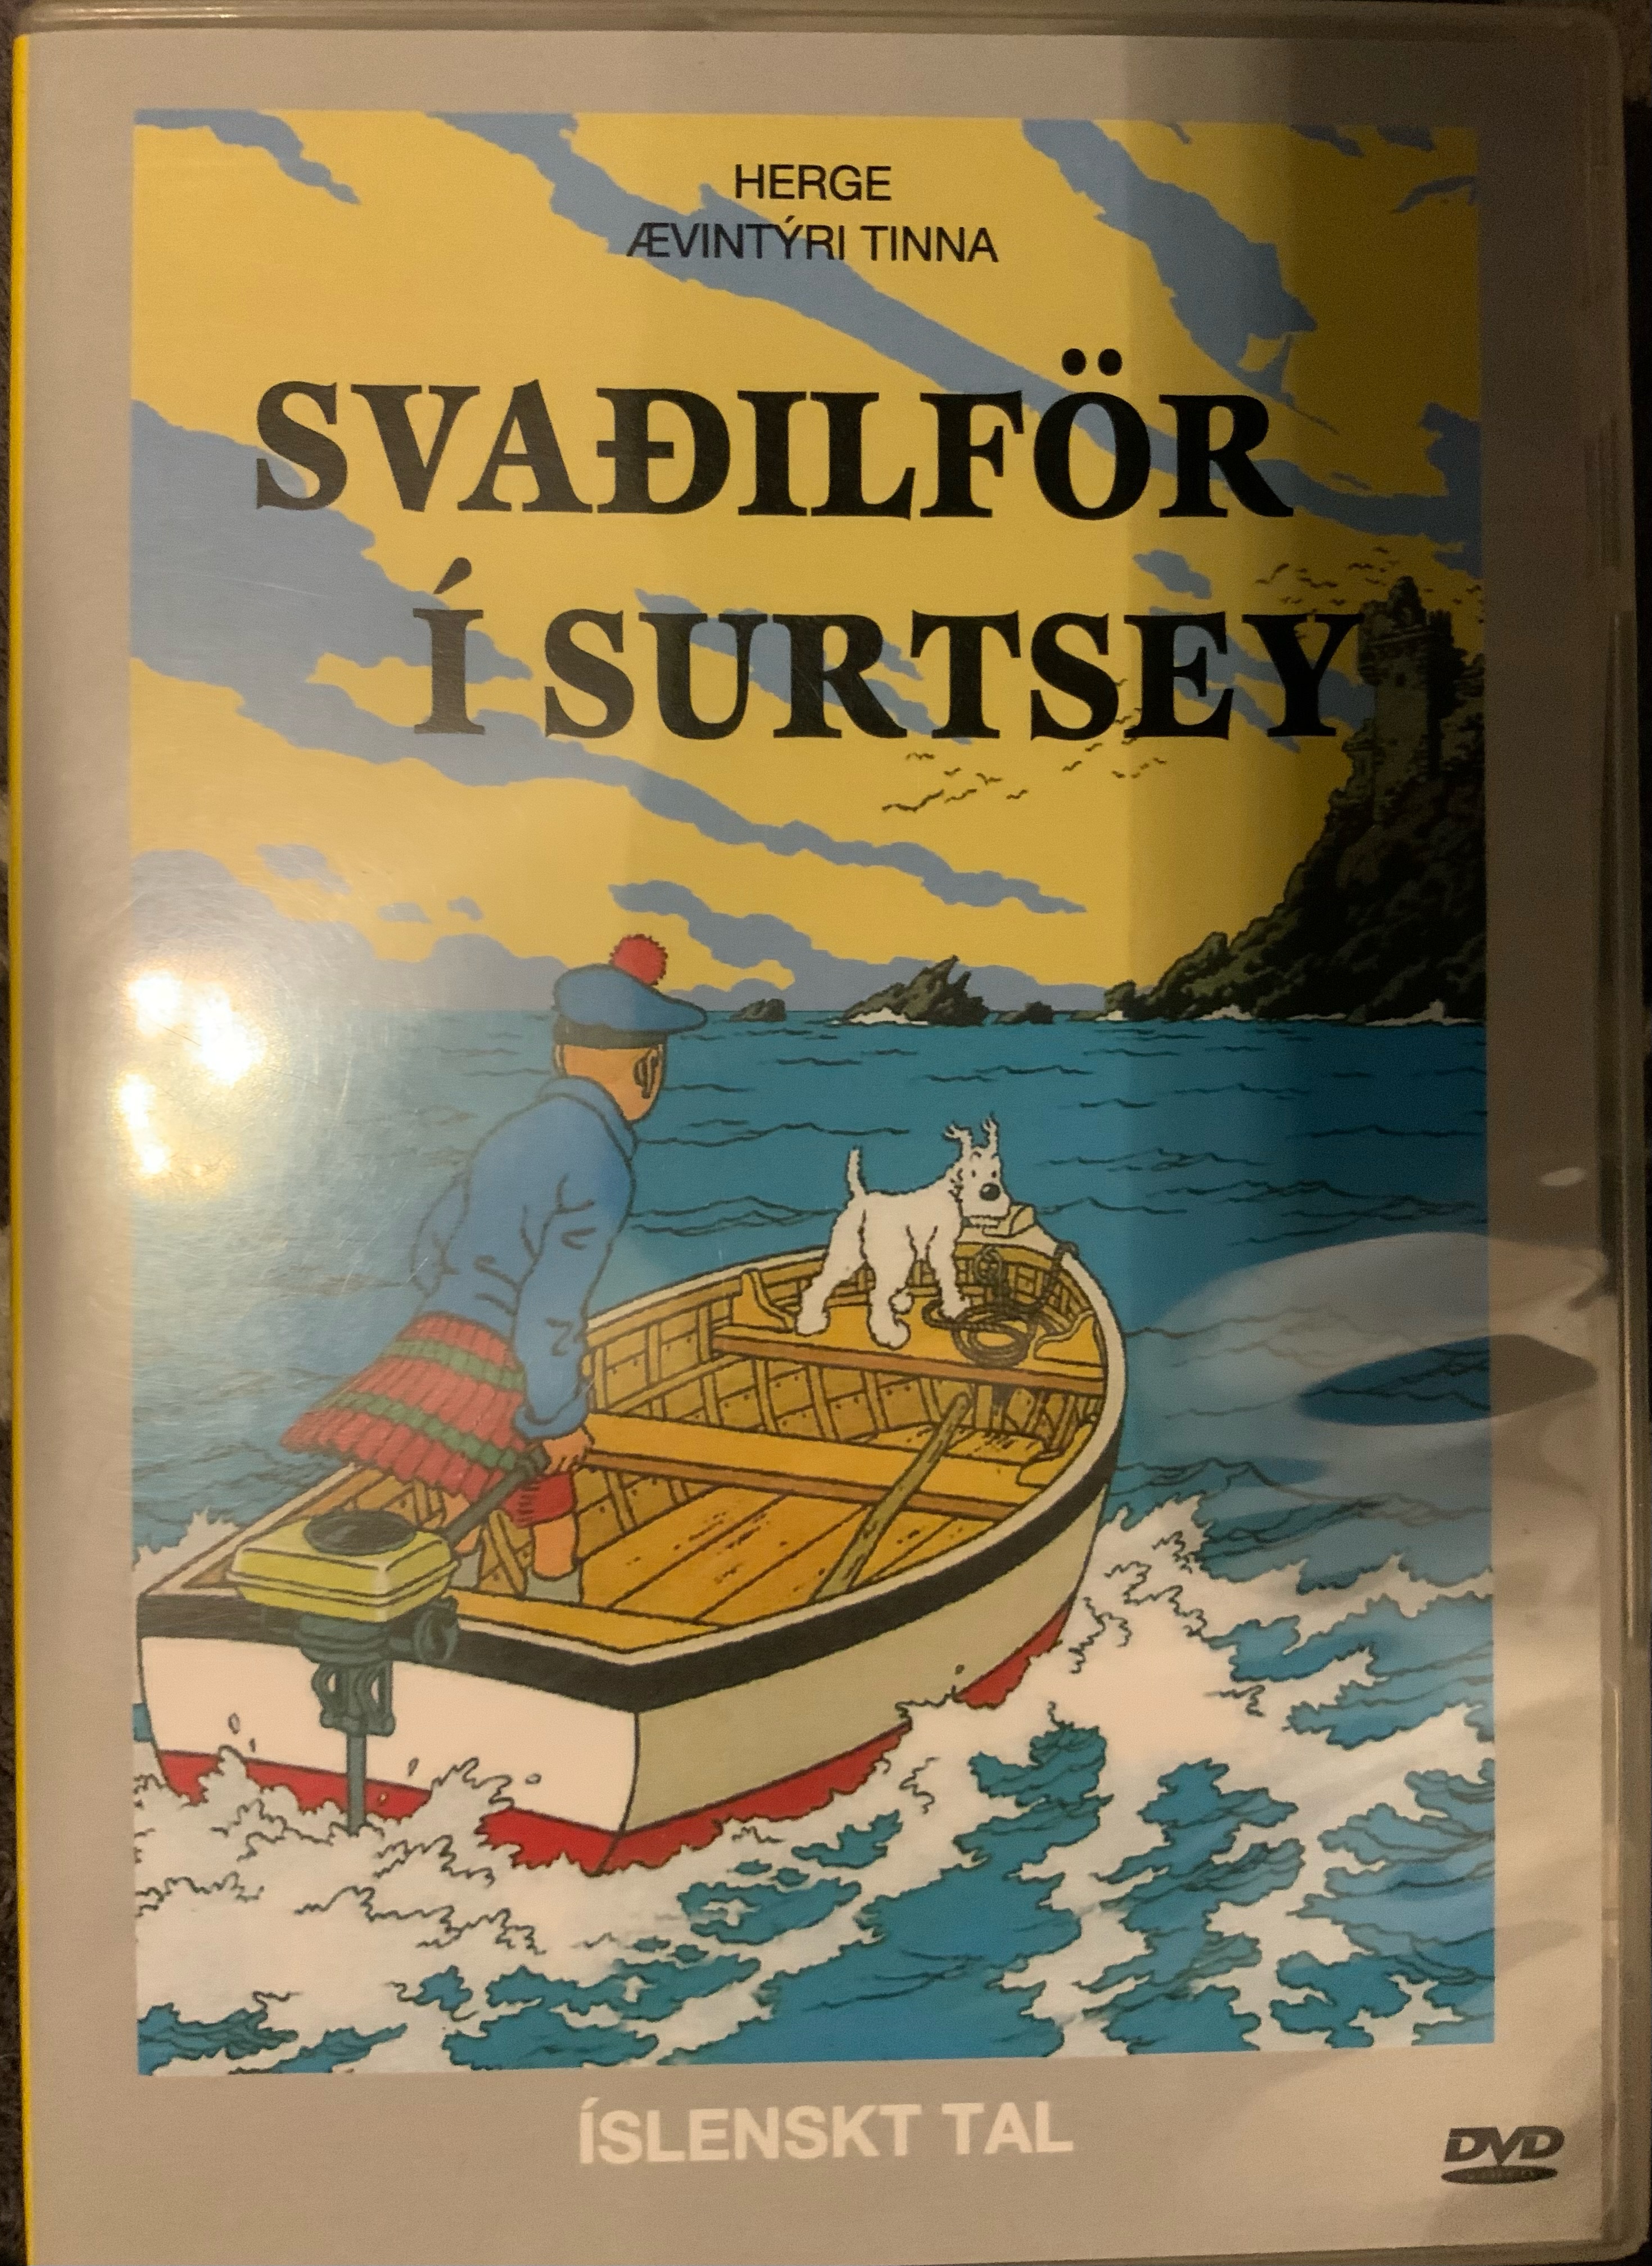 HERGE
ÆVINTÝRI TINNA
SVAÐILFÖR
Í SURTSEY
ÍSLENSKT TAL
DVD